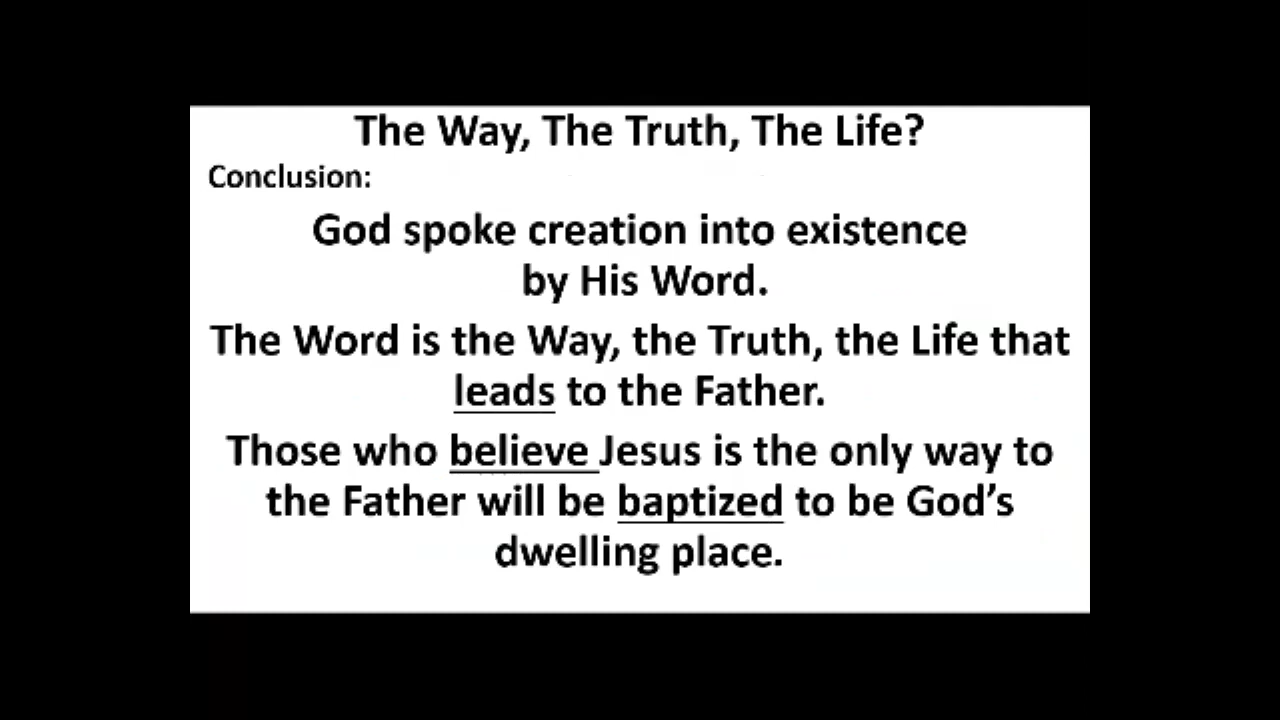 The Way, The Truth, The Life?
Conclusion:
God spoke creation into existence
by His Word.
The Word is the Way, the Truth, the Life that
leads to the Father.
Those who believe Jesus is the only way to
the Father will be baptized to be God’s
dwelling place.